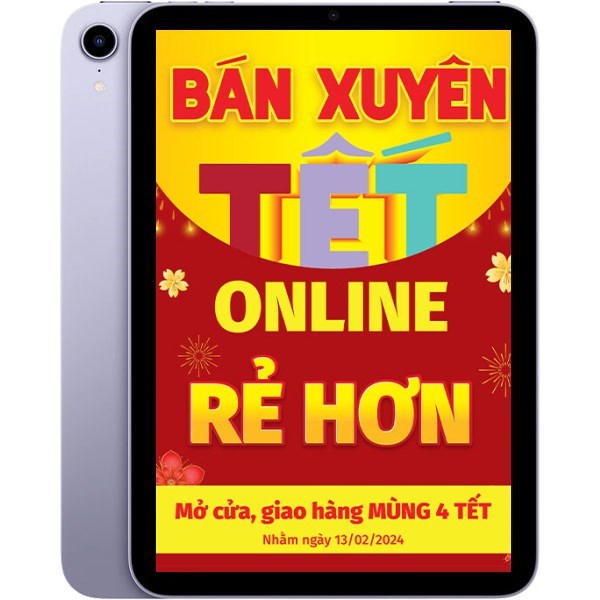 BÁN XUYÊN
TẾT
ONLINE
RẺ HƠN
Mở cửa, giao hàng MÙNG 4 TẾT
Nhằm ngày 13/02/2024